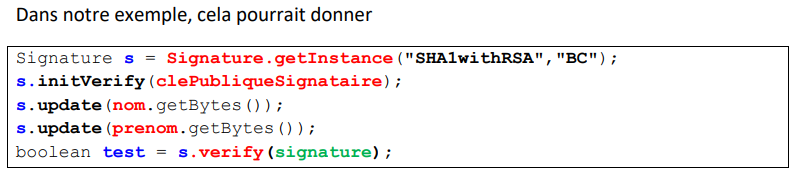 Dans notre exemple, cela pourrait donner
Signature s = Signature.getInstance("SHA1withRSA","BC");
s.initVerify(clePubliqueSignataire);
s.update(nom.getBytes());
s.update(prenom.getBytes());
boolean test = s.verify(signature);